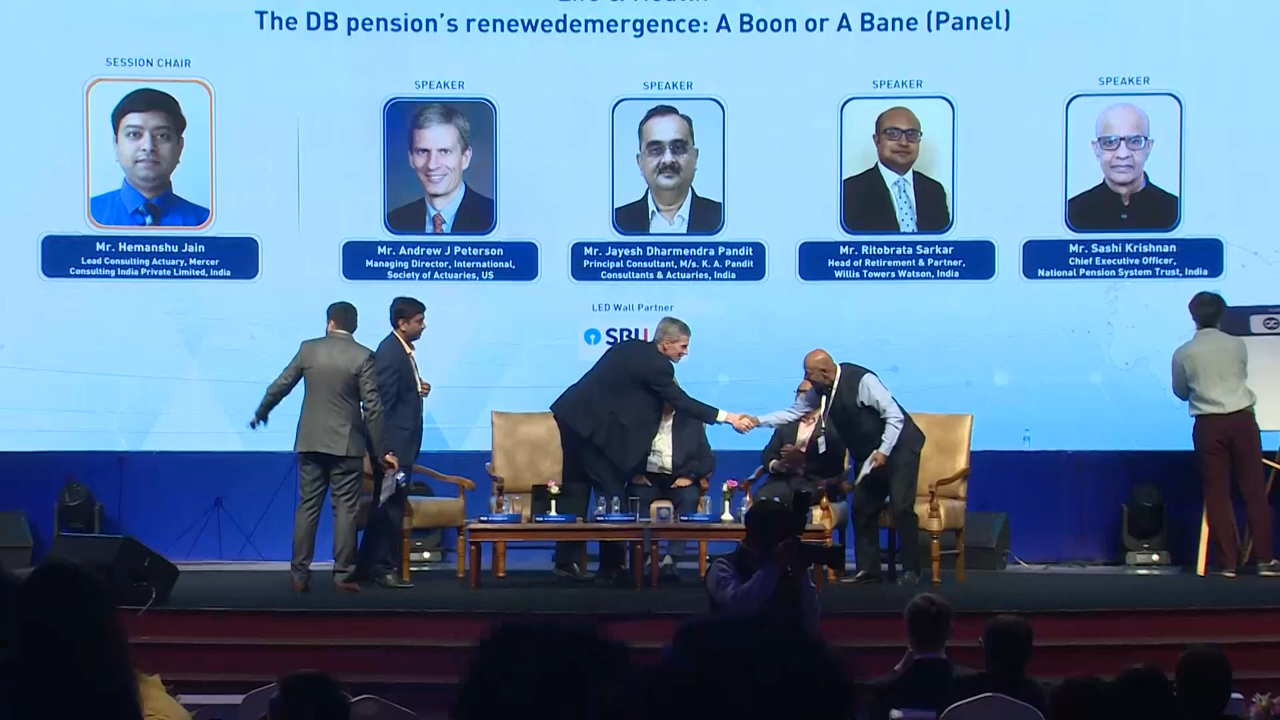 The DB pension's renewedemergence: A Boon or A Bane (Panel)
SESSION CHAIR
SPEAKER
SPEAKER
SPEAKER
SPEAKER
Mr. Hemanshu Jain
Lead Consulting Actuary, Mercer
Consulting India Private Limited, India
Mr. Andrew J Peterson
Managing Director, International,
Society of Actuaries, US
Mr. Jayesh Dharmendra Pandit
Principal Consultant, M/s. K. A. Pandit
Consultants & Actuaries, India
Mr. Ritobrata Sarkar
Head of Retirement & Partner,
Willis Towers Watson, India
Mr. Sashi Krishnan
Chief Executive Officer,
National Pension System Trust, India
LED Wall Partner
SBI